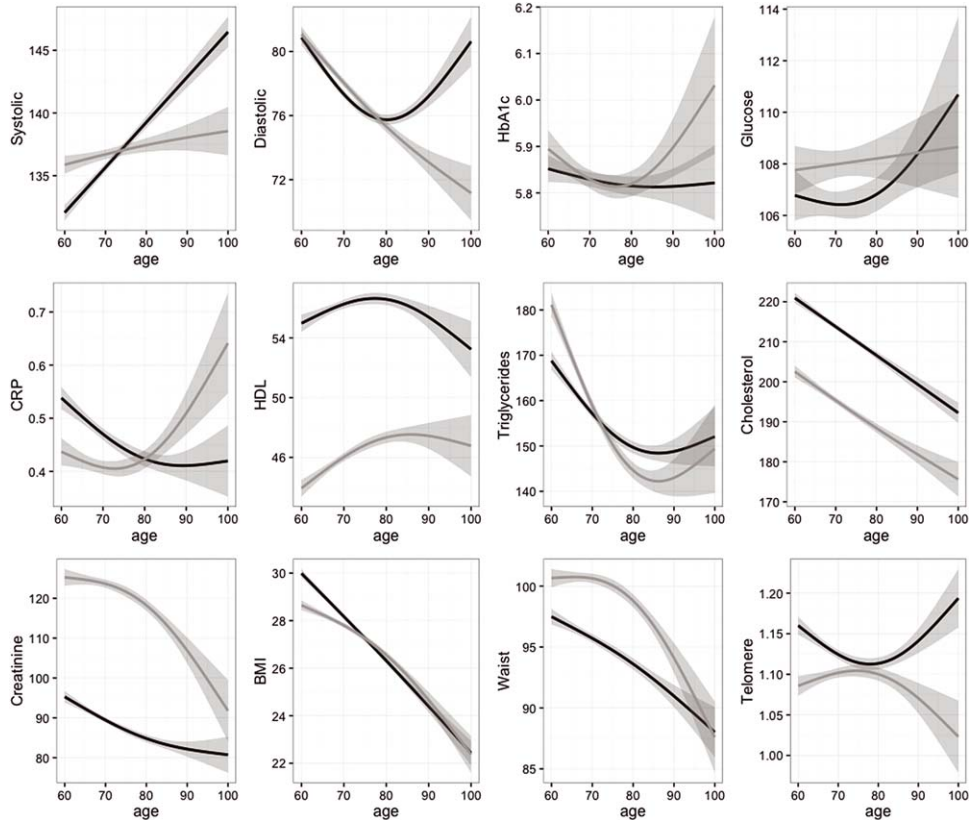 Systolic
145
140
135
60 70 80 90 100
age
Diastolic
80
76
72
60 70 80 90 100
age
HbA1c
6.2
6.1
6.0
5.9
5.8
60 70 80 90 100
age
Glucose
114
112
110
108
106
60 70 80 90 100
age
CRP
0.7
0.6
0.5
0.4
60 70 80 90 100
age
HDL
54
50
46
60 70 80 90 100
age
Triglycerides
180
170
160
150
140
60 70 80 90 100
age
Cholesterol
220
210
200
190
180
170
60 70 80 90 100
age
Creatinine
120
110
100
90
80
60 70 80 90 100
age
BMI
30
28
26
24
22
60 70 80 90 100
age
Waist
100
95
90
85
60 70 80 90 100
age
Telomere
1.20
1.15
1.10
1.05
1.00
60 70 80 90 100
age